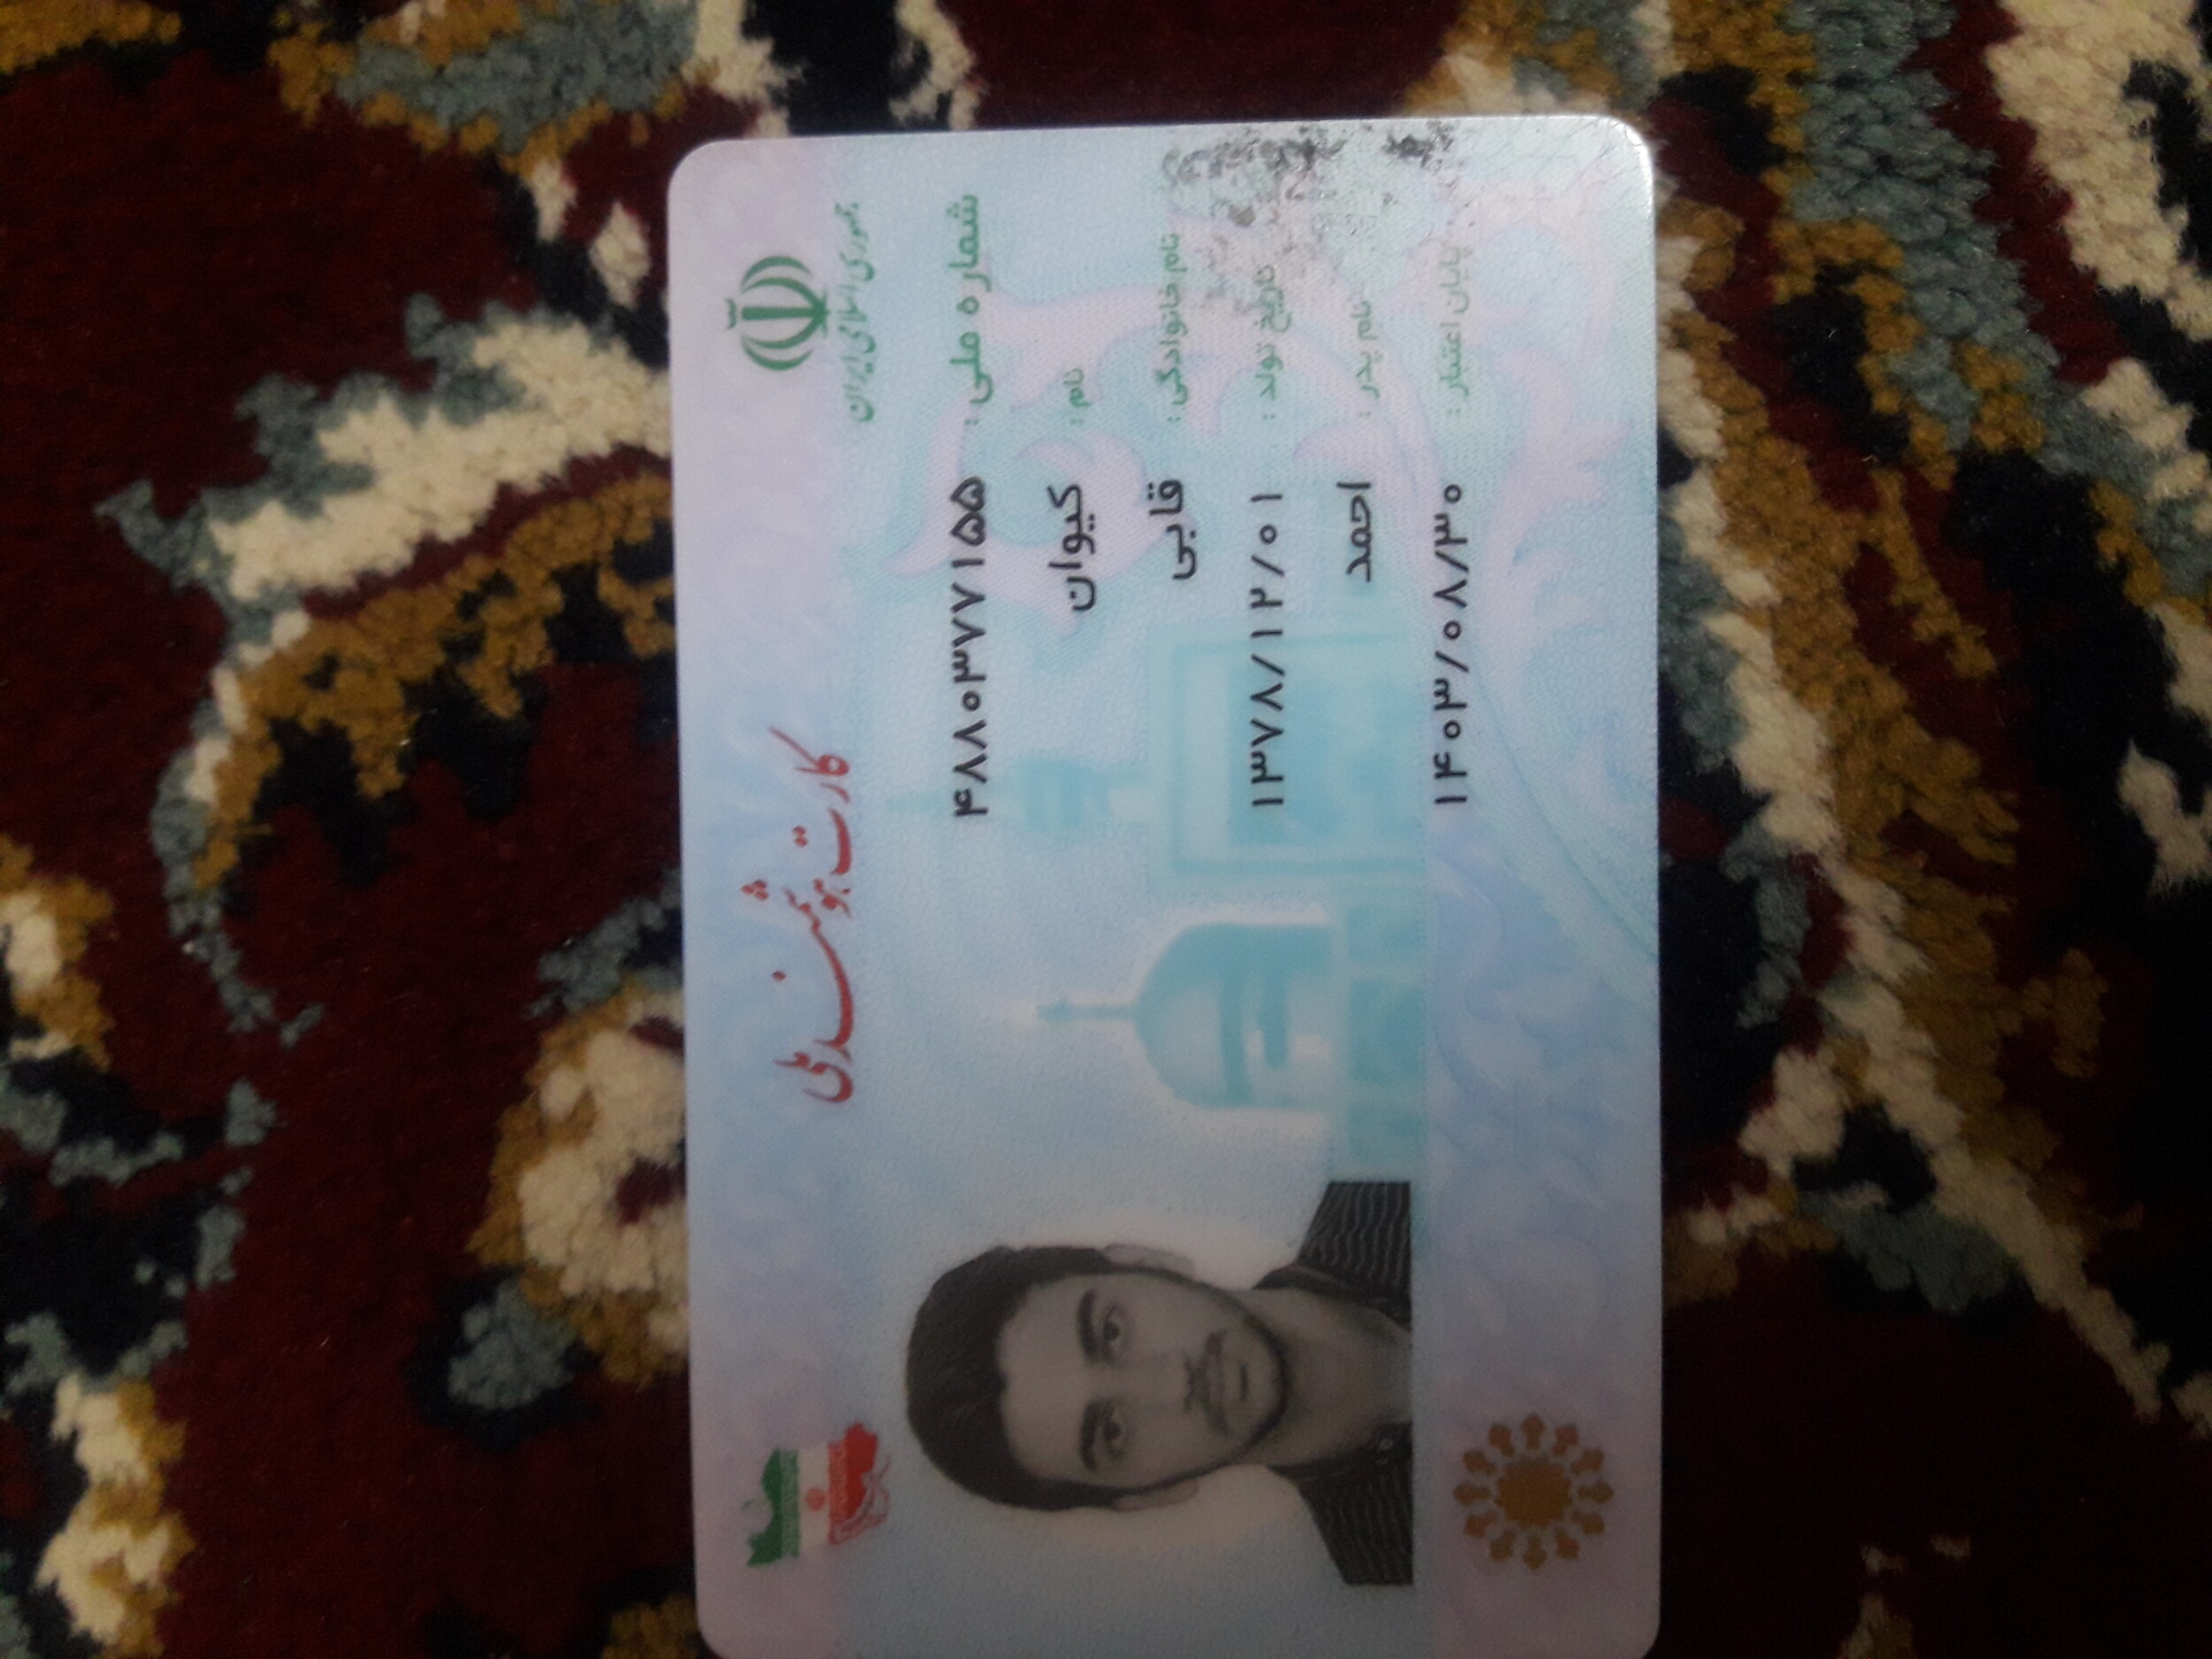 جمهوری اسلامی ایران
کارت هوشمند ملی
شماره ملی : ۴۸۸۰۳۷۷۱۵۵
نام : کیوان
نام خانوادگی : قابی
تاریخ تولد : ۱۳۷۸/۱۲/۰۱
نام پدر : احمد
پایان اعتبار : ۱۴۰۳/۰۸/۳۰